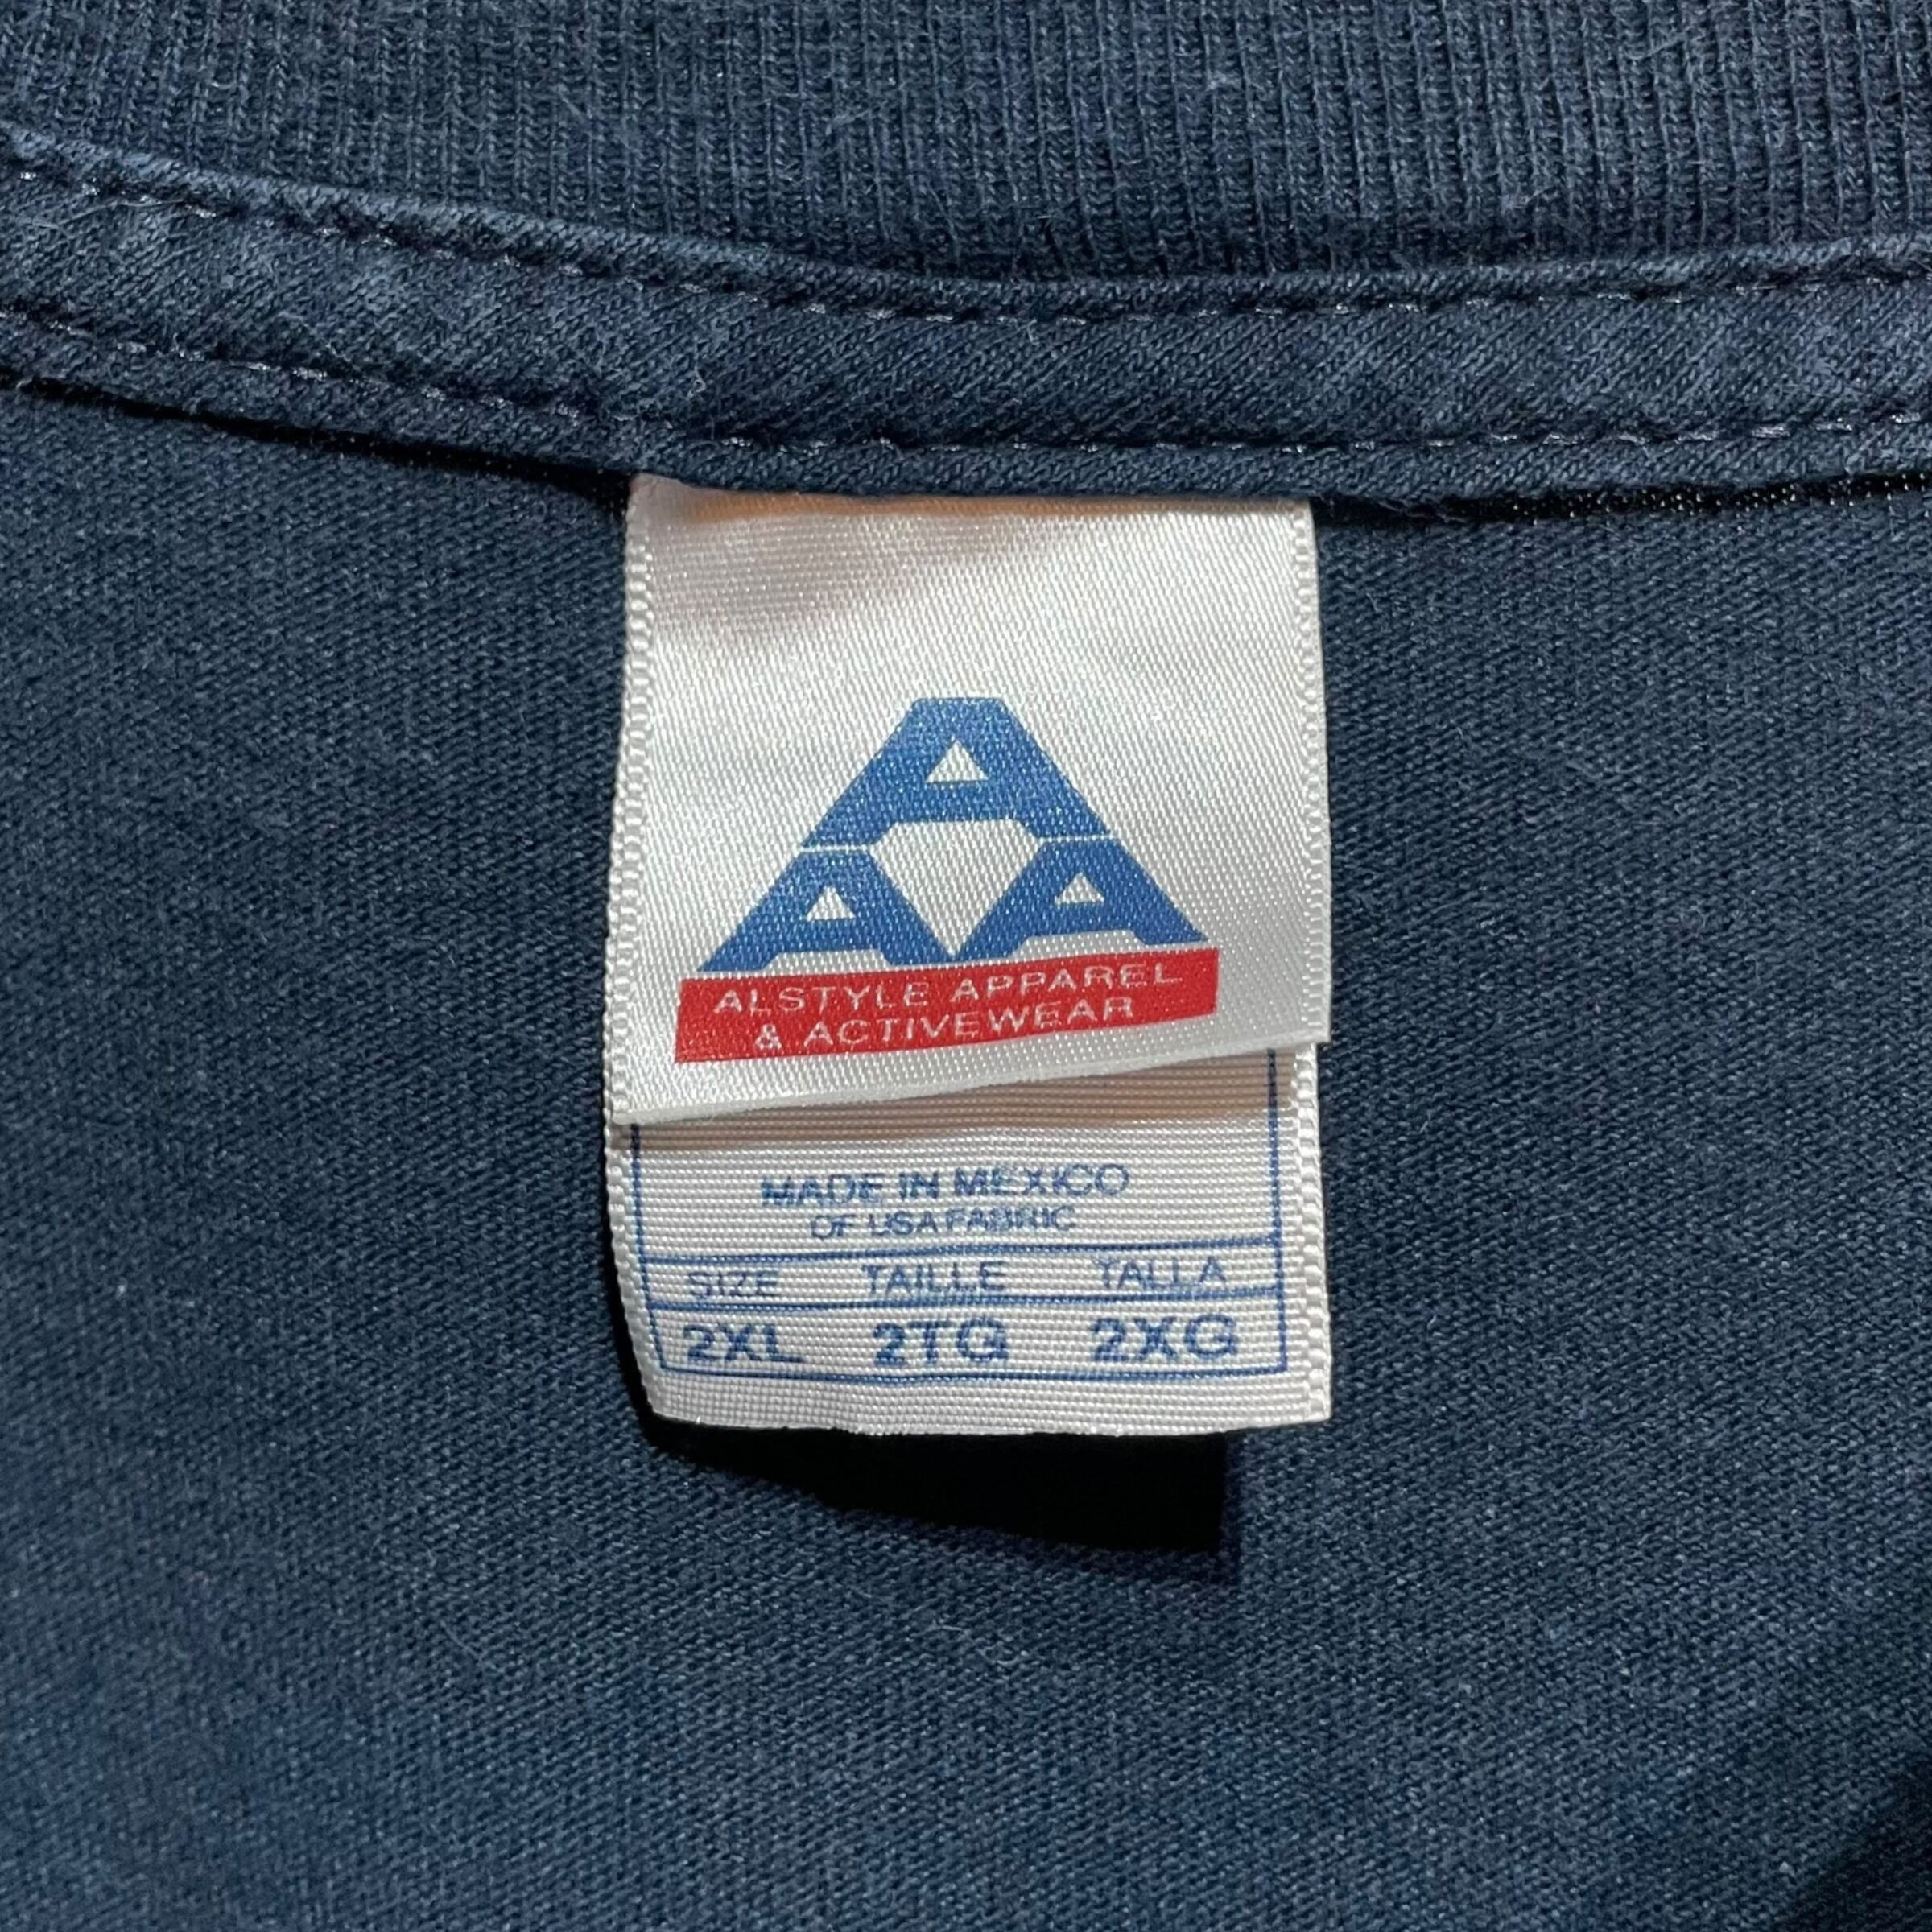 A
A A
ALSTYLE APPAREL
& ACTIVEWEAR
MADE IN MEXICO
OF USA FABRIC
SIZE TAILLE TALLA
2XL 2TG 2XG